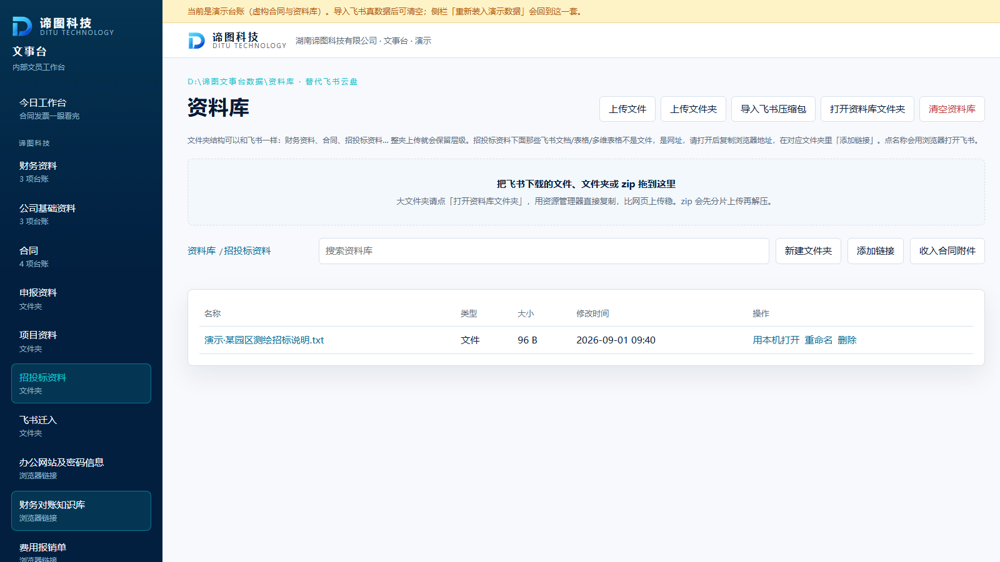 谛图科技
DITU TECHNOLOGY
文事台
内部文员工作台
今日工作台
合同发票一眼看完
谛图科技
财务资料
3 项台账
公司基础资料
3 项台账
合同
4 项台账
申报资料
文件夹
项目资料
文件夹
招投标资料
文件夹
飞书迁入
文件夹
办公网站及密码信息
浏览器链接
财务对账知识库
浏览器链接
费用报销单
浏览器链接
当前是演示台账（虚构合同与资料库）。导入飞书真数据后可清空；侧栏「重新装入演示数据」会回到这一套。
谛图科技
DITU TECHNOLOGY
湖南谛图科技有限公司 · 文事台 · 演示
D:\谛图文事台数据\资料库 · 替代飞书云盘
资料库
上传文件 上传文件夹 导入飞书压缩包 打开资料库文件夹 清空资料库
文件夹结构可以和飞书一样：财务资料、合同、招投标资料... 整夹上传就会保留层级。招投标资料下面那些飞书文档/表格/多维表格不是文件，是网址，请打开后复制浏览器地址，在对应文件夹里「添加链接」。点名称会用浏览器打开飞书。
把飞书下载的文件、文件夹或 zip 拖到这里
大文件夹请点「打开资料库文件夹」，用资源管理器直接复制，比网页上传稳。zip 会先分片上传再解压。
资料库 / 招投标资料 搜索资料库 新建文件夹 添加链接 收入合同附件
名称 类型 大小 修改时间 操作
演示·某园区测绘招标说明.txt 文件 96 B 2026-09-01 09:40 用本机打开 重命名 删除